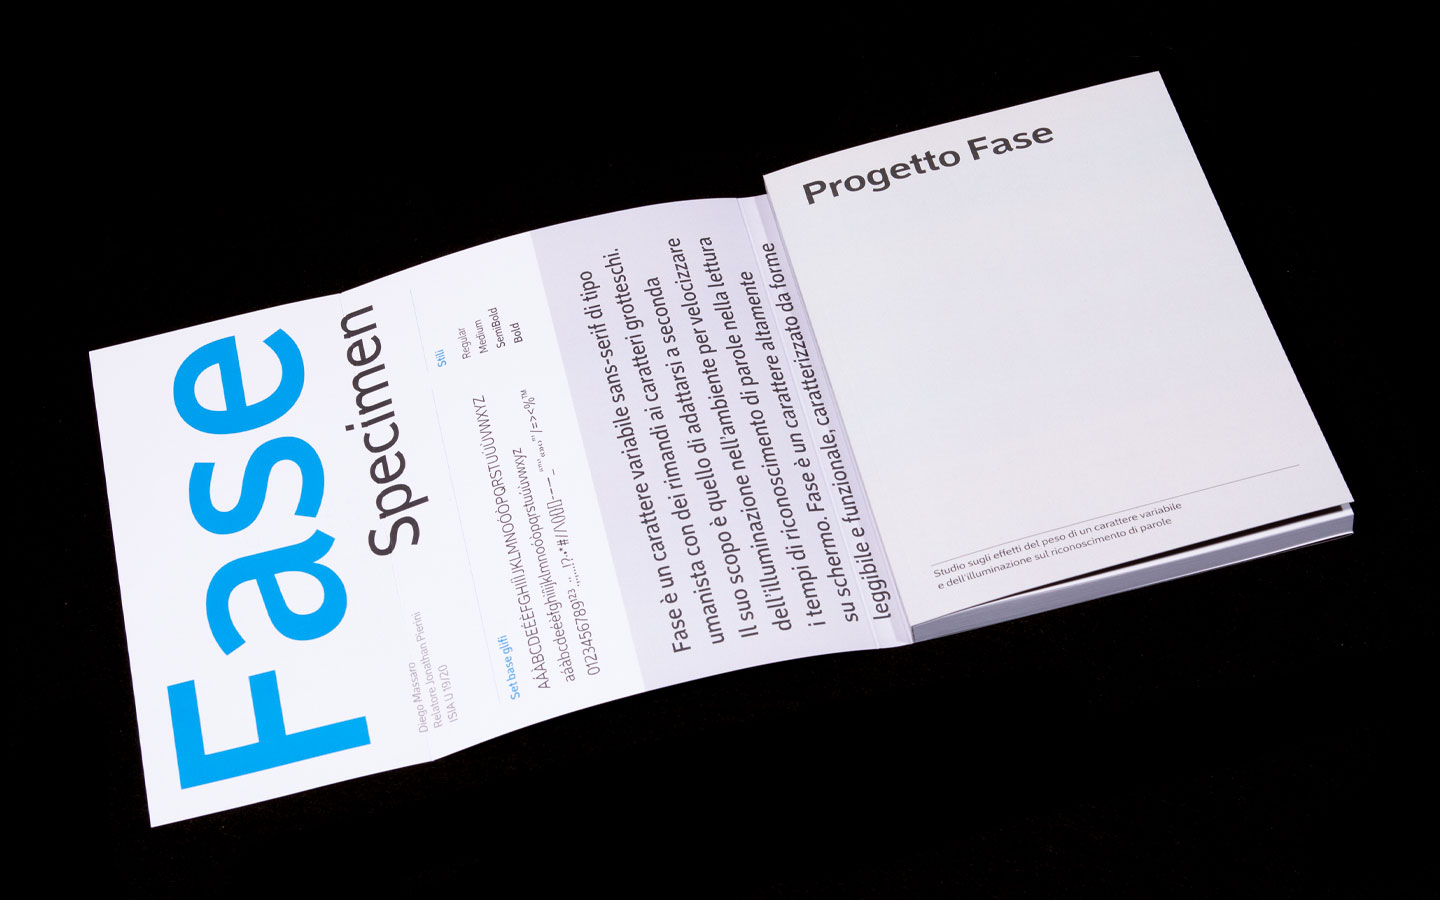 Fase
Specimen
Diego Massaro
Relatore Jonathan Pierini
ISIA U 19/20
Stili
Regular
Medium
SemiBold
Bold
Set base glifi
0123456789¹²³
Fase è un carattere variabile sans-serif di tipo
umanista con dei rimandi ai caratteri grotteschi.
Il suo scopo è quello di adattarsi a seconda
dell'illuminazione nell'ambiente per velocizzare
i tempi di riconoscimento di parole nella lettura
su schermo. Fase è un carattere altamente
leggibile e funzionale, caratterizzato da forme
Progetto Fase
Studio sugli effetti del peso di un carattere variabile
e dell'illuminazione sul riconoscimento di parole